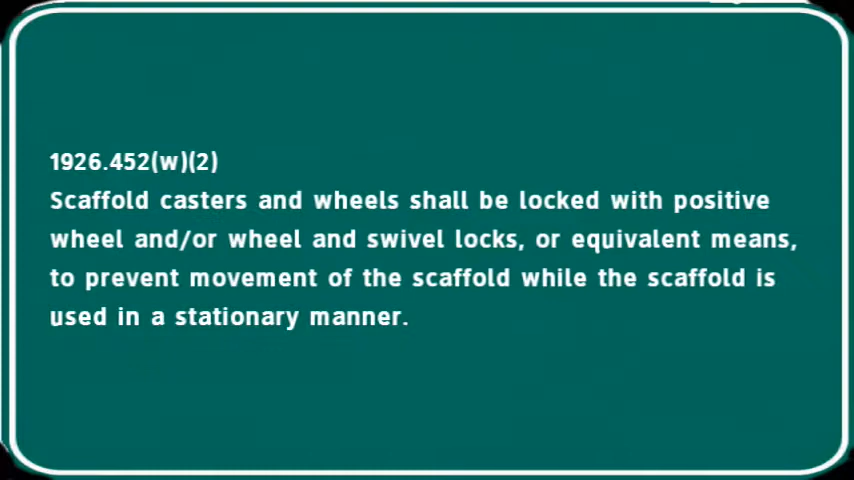 1926.452(w)(2)
Scaffold casters and wheels shall be locked with positive
wheel and/or wheel and swivel locks, or equivalent means,
to prevent movement of the scaffold while the scaffold is
used in a stationary manner.